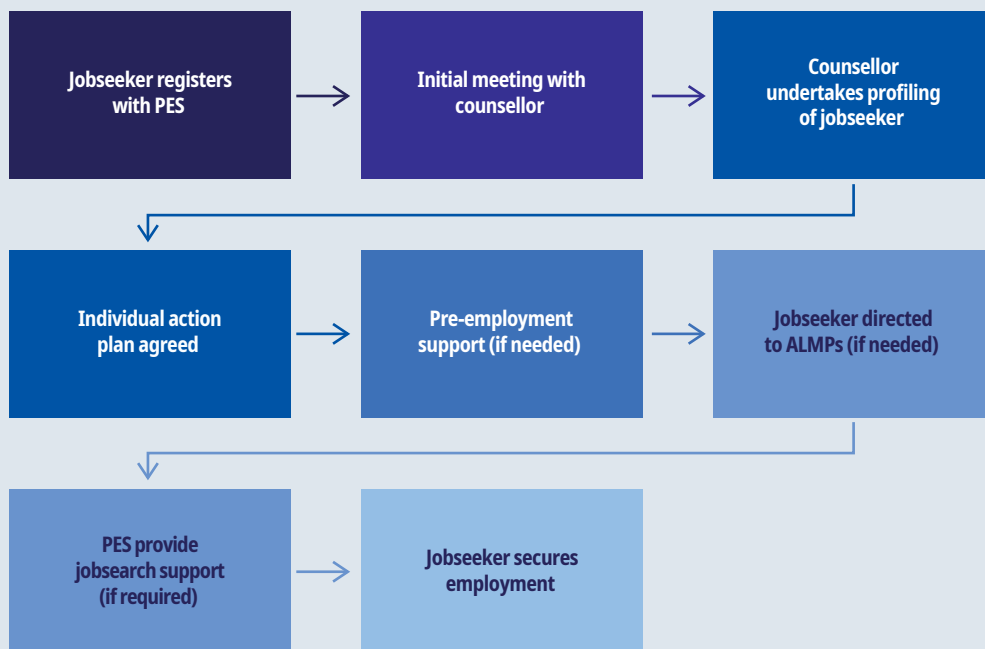 Jobseeker registers
with PES
Initial meeting with
counsellor
Counsellor
undertakes profiling
of jobseeker
Individual action
plan agreed
Pre-employment
support (if needed)
Jobseeker directed
to ALMPs (if needed)
PES provide
jobsearch support
(if required)
Jobseeker secures
employment